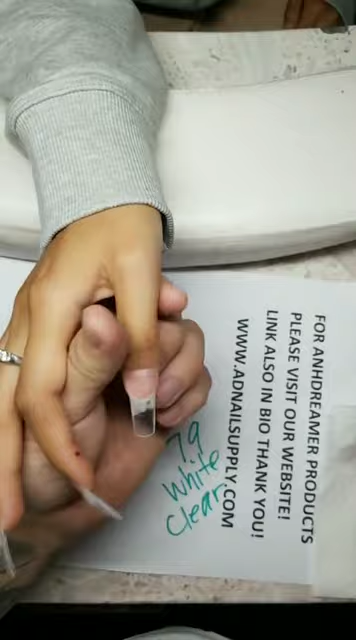 FOR ANHDREAMER PRODUCTS
PLEASE VISIT OUR WEBSITE!
LINK ALSO IN BIO THANK YOU!
WWW.ADNAILSUPPLY.COM
79
White
Clear